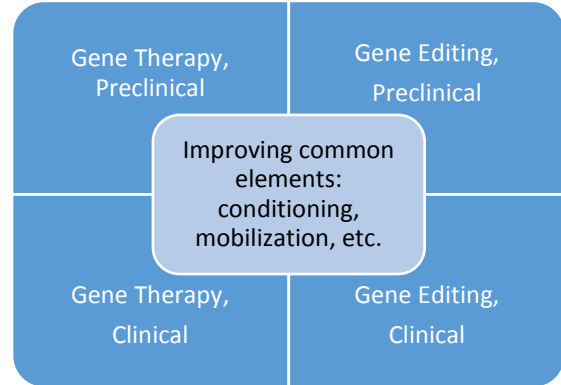 Gene Therapy,
Preclinical
Gene Editing,
Preclinical
Improving common
elements:
conditioning,
mobilization, etc.
Gene Therapy,
Clinical
Gene Editing,
Clinical